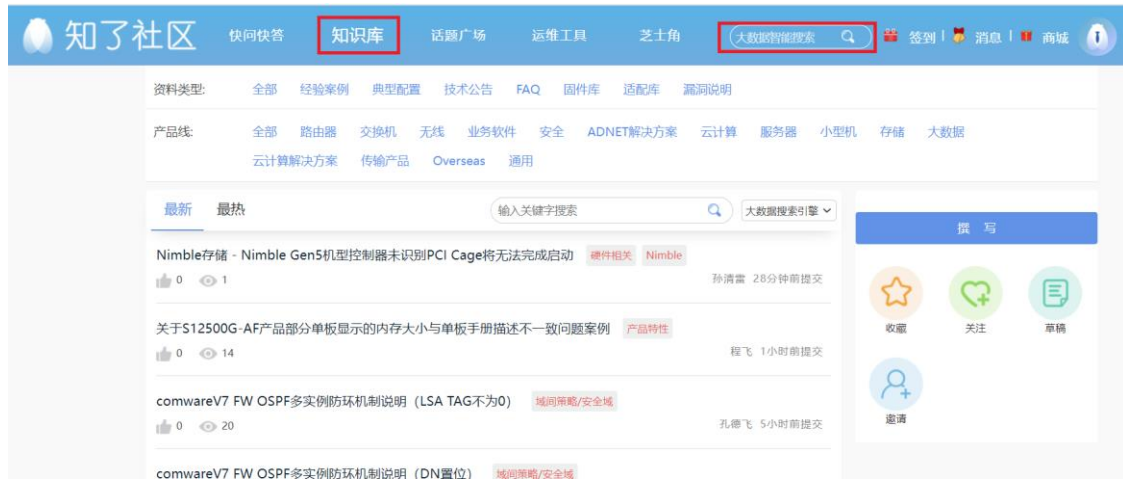 知了社区 快问快答 知识库 话题广场 运维工具 芝士角 大数据智能搜索 签到 | 消息 | 商城
资料类型: 全部 经验案例 典型配置 技术公告 FAQ 固件库 适配库 漏洞说明
产品线: 全部 路由器 交换机 无线 业务软件 安全 ADNET解决方案 云计算 服务器 小型机 存储 大数据
云计算解决方案 传输产品 Overseas 通用
最新 最热 输入关键字搜索 大数据搜索引擎
撰 写
Nimble存储 - Nimble Gen5机型控制器未识别PCI Cage将无法完成启动 硬件相关 Nimble
0 1 孙清雷 28分钟前提交
收藏 关注 草稿
关于S12500G-AF产品部分单板显示的内存大小与单板手册描述不一致问题案例 产品特性
0 14 程飞 1小时前提交
comwareV7 FW OSPF多实例防环机制说明（LSA TAG不为0） 域间策略/安全域
0 20 孔德飞 5小时前提交
邀请
comwareV7 FW OSPF多实例防环机制说明（DN置位） 域间策略/安全域